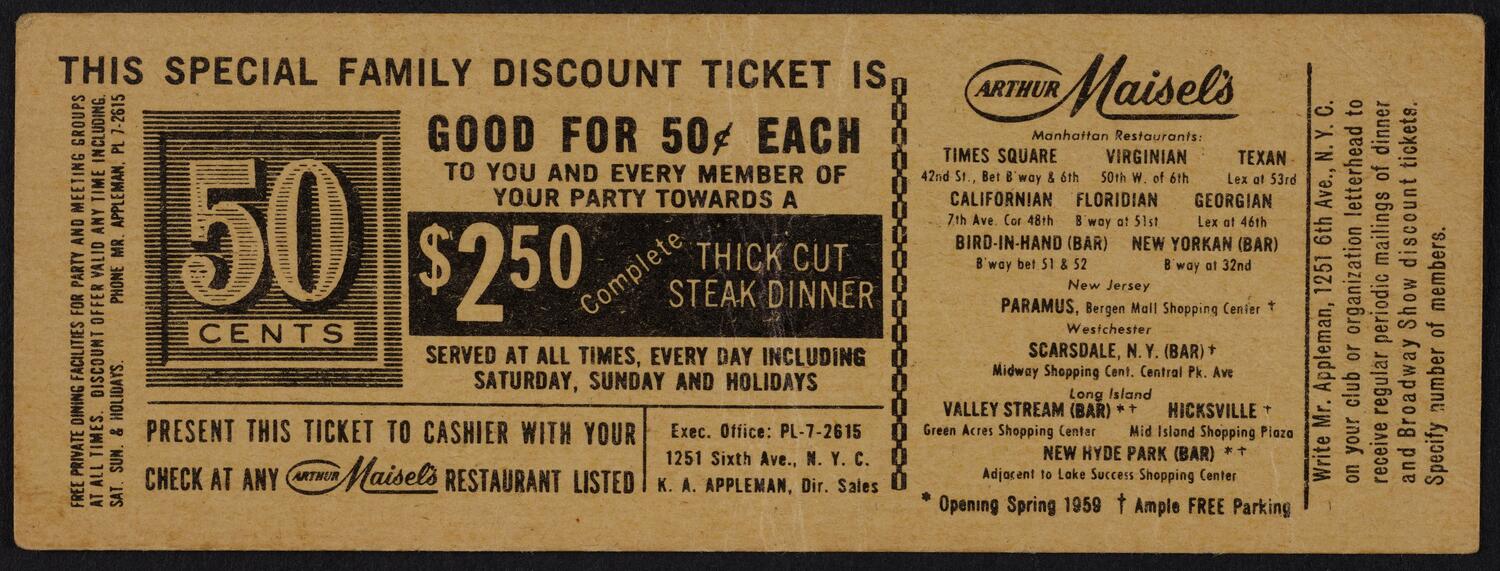 THIS SPECIAL FAMILY DISCOUNT TICKET IS
FREE PRIVATE DINING FACILITIES FOR PARTY AND MEETING GROUPS
AT ALL TIMES. DISCOUNT OFFER VALID ANY TIME INCLUDING.
SAT. SUN. & HOLIDAYS. PHONE MR. APPLEMAN, PL 7-2615
50
CENTS
GOOD FOR 50¢ EACH
TO YOU AND EVERY MEMBER OF
YOUR PARTY TOWARDS A
$2.50 Complete THICK CUT
STEAK DINNER
SERVED AT ALL TIMES, EVERY DAY INCLUDING
SATURDAY, SUNDAY AND HOLIDAYS
PRESENT THIS TICKET TO CASHIER WITH YOUR
CHECK AT ANY ARTHUR Maisel's RESTAURANT LISTED
Exec. Office: PL-7-2615
1251 Sixth Ave., N. Y. C.
K. A. APPLEMAN, Dir. Sales
ARTHUR Maisel's
Manhattan Restaurants:
TIMES SQUARE VIRGINIAN TEXAN
42nd St., Bet B'way & 6th 50th W. of 6th Lex at 53rd
CALIFORNIAN FLORIDIAN GEORGIAN
7th Ave. Cor 48th B'way at 51st Lex at 46th
BIRD-IN-HAND (BAR) NEW YORKAN (BAR)
B'way bet 51 & 52 B'way at 32nd
New Jersey
PARAMUS, Bergen Mall Shopping Center †
Westchester
SCARSDALE, N. Y. (BAR) †
Midway Shopping Cent. Central Pk. Ave
Long Island
VALLEY STREAM (BAR) * † HICKSVILLE †
Green Acres Shopping Center Mid Island Shopping Plaza
NEW HYDE PARK (BAR) * †
Adjacent to Lake Success Shopping Center
* Opening Spring 1959 † Ample FREE Parking
Write Mr. Appleman, 1251 6th Ave., N. Y. C.
on your club or organization letterhead to
receive regular periodic mailings of dinner
and Broadway Show discount tickets.
Specify number of members.